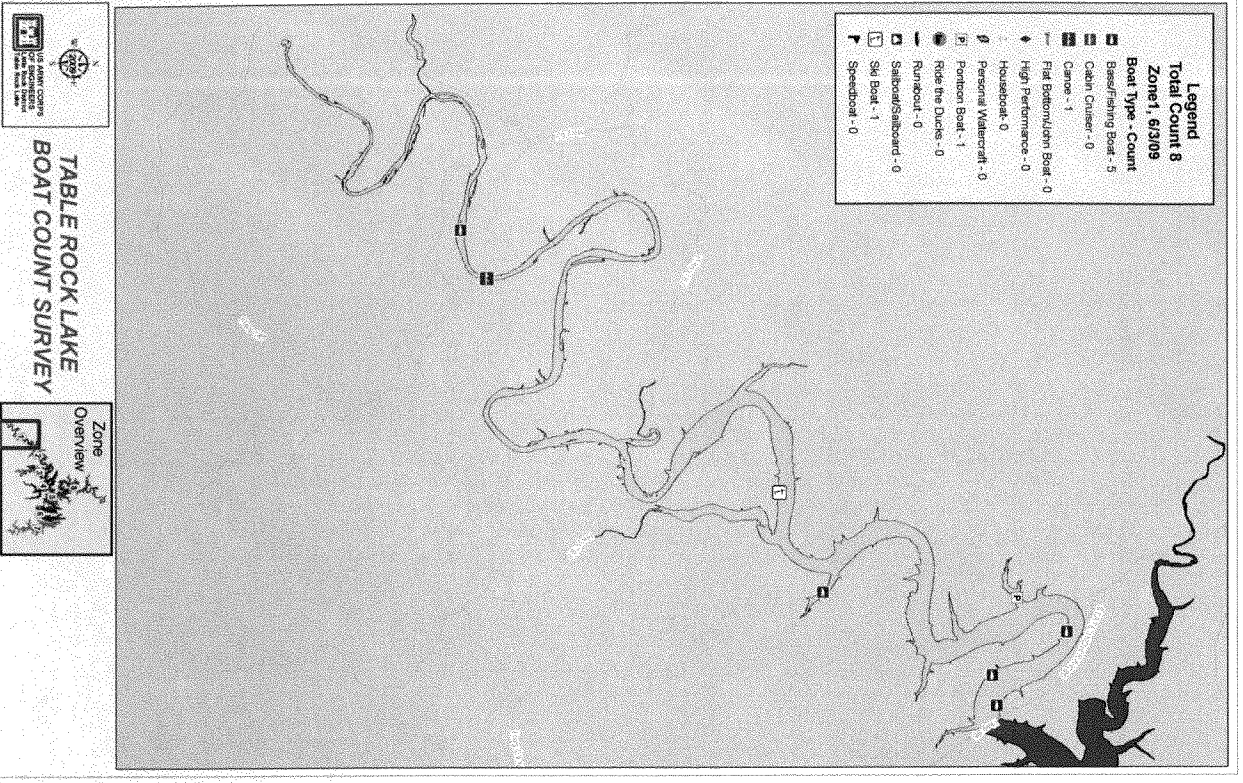 Legend
Total Count 8
Zone1, 6/3/09
Boat Type - Count
Bass/Fishing Boat - 5
Cabin Cruiser - 0
Canoe - 1
Flat Bottom/John Boat - 0
High Performance - 0
Houseboat- 0
Personal Watercraft - 0
P Pontoon Boat - 1
Ride the Ducks - 0
Runabout - 0
Sailboat/Sailboard - 0
Ski Boat - 1
Speedboat - 0
P
US ARMY CORPS
OF ENGINEERS
Little Rock District
Table Rock Lake
TABLE ROCK LAKE
BOAT COUNT SURVEY
Zone
Overview